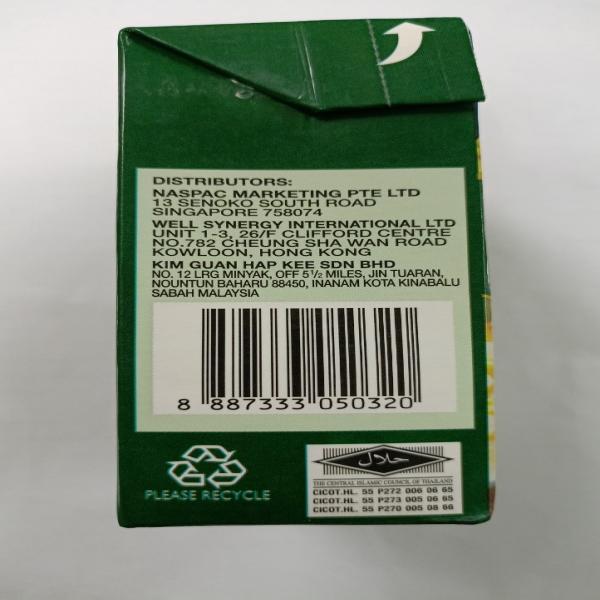 DISTRIBUTORS:
NASPAC MARKETING PTE LTD
13 SENOKO SOUTH ROAD
SINGAPORE 758074
WELL SYNERGY INTERNATIONAL LTD
UNIT 1-3, 26/F CLIFFORD CENTRE
NO.782 CHEUNG SHA WAN ROAD
KOWLOON, HONG KONG
KIM GUAN HAP KEE SDN BHD
NO. 12 LRG MINYAK, OFF 5½ MILES, JIN TUARAN,
NOUNTUN BAHARU 88450, INANAM KOTA KINABALU
SABAH MALAYSIA
8 887333 050320
PLEASE RECYCLE
حلال
THE CENTRAL ISLAMIC COUNCIL OF THAILAND
CICOT.HL. 55 P272 006 06 65
CICOT.HL. 55 P273 005 06 65
CICOT.HL. 55 P270 005 08 66